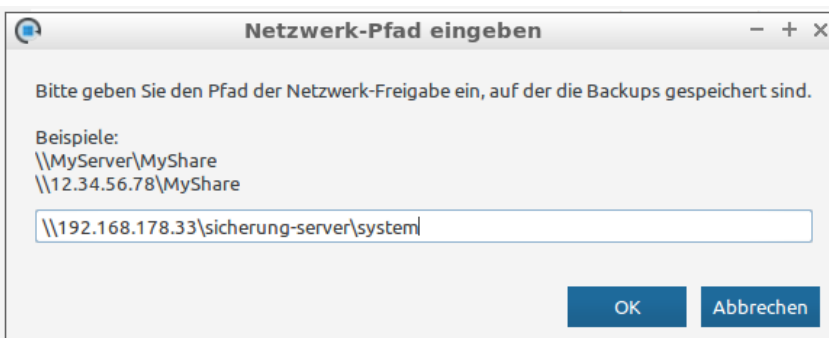 Netzwerk-Pfad eingeben
Bitte geben Sie den Pfad der Netzwerk-Freigabe ein, auf der die Backups gespeichert sind.
Beispiele:
\\MyServer\MyShare
\\12.34.56.78\MyShare
\\192.168.178.33\sicherung-server\system
OK Abbrechen